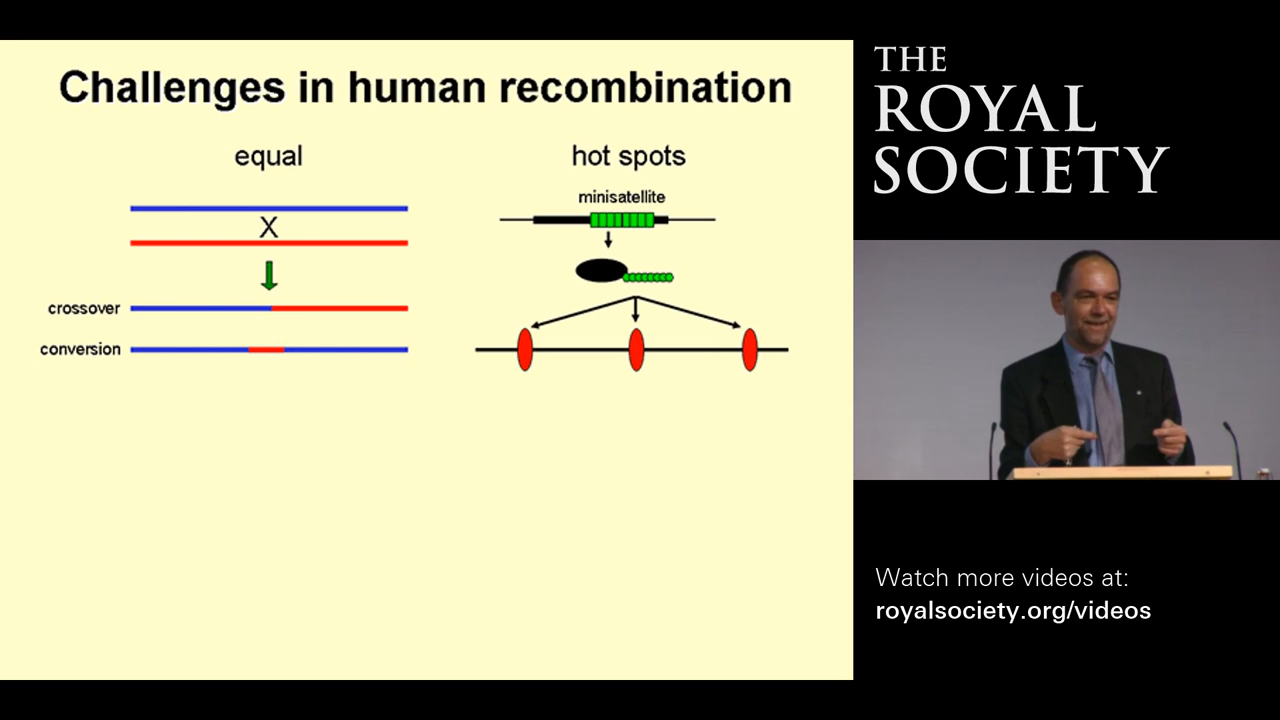 Challenges in human recombination
equal
hot spots
minisatellite
X
crossover
conversion
THE
ROYAL
SOCIETY
Watch more videos at:
royalsociety.org/videos